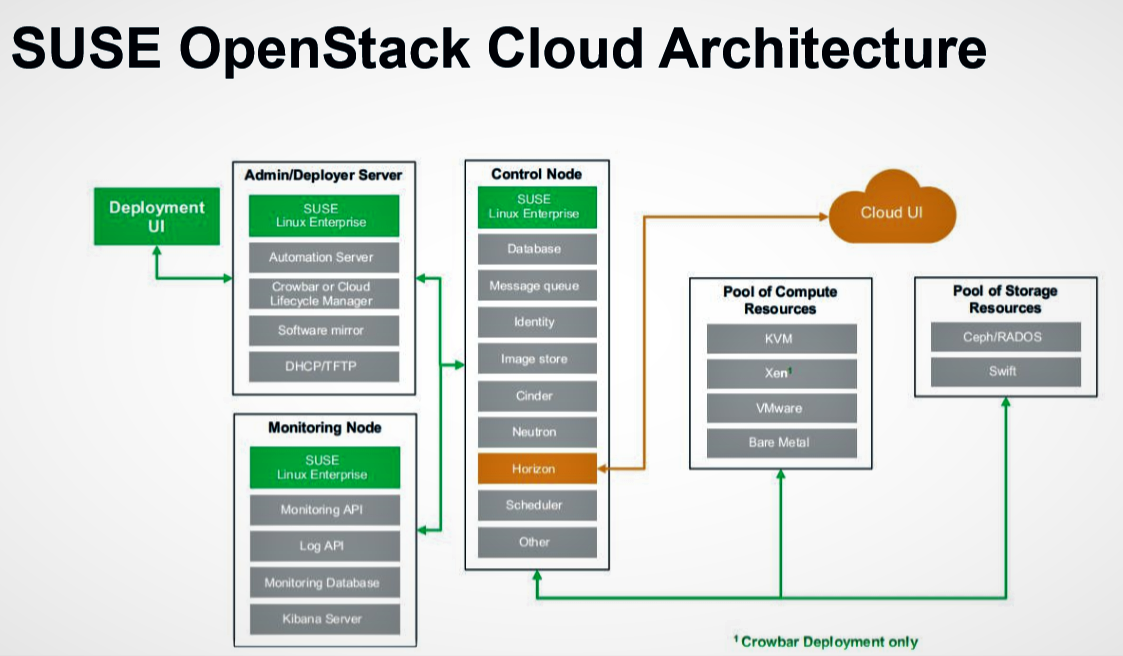 SUSE OpenStack Cloud Architecture
Deployment
UI
Admin/Deployer Server
SUSE
Linux Enterprise
Automation Server
Crowbar or Cloud
Lifecycle Manager
Software mirror
DHCP/TFTP
Monitoring Node
SUSE
Linux Enterprise
Monitoring API
Log API
Monitoring Database
Kibana Server
Control Node
SUSE
Linux Enterprise
Database
Message queue
Identity
Image store
Cinder
Neutron
Horizon
Scheduler
Other
Cloud UI
Pool of Compute
Resources
KVM
Xen¹
VMware
Bare Metal
Pool of Storage
Resources
Ceph/RADOS
Swift
¹ Crowbar Deployment only